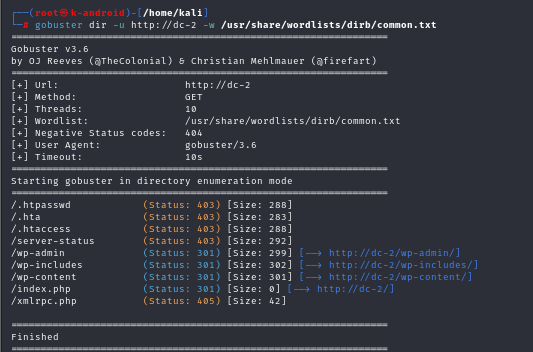 ┌──(root㉿k-android)-[/home/kali]
└─# gobuster dir -u http://dc-2 -w /usr/share/wordlists/dirb/common.txt
===============================================================
Gobuster v3.6
by OJ Reeves (@TheColonial) & Christian Mehlmauer (@firefart)
===============================================================
[+] Url:                     http://dc-2
[+] Method:                  GET
[+] Threads:                 10
[+] Wordlist:                /usr/share/wordlists/dirb/common.txt
[+] Negative Status codes:   404
[+] User Agent:              gobuster/3.6
[+] Timeout:                 10s
===============================================================
Starting gobuster in directory enumeration mode
===============================================================
/.htpasswd            (Status: 403) [Size: 288]
/.hta                 (Status: 403) [Size: 283]
/.htaccess            (Status: 403) [Size: 288]
/server-status        (Status: 403) [Size: 292]
/wp-admin             (Status: 301) [Size: 299] [--> http://dc-2/wp-admin/]
/wp-includes          (Status: 301) [Size: 302] [--> http://dc-2/wp-includes/]
/wp-content           (Status: 301) [Size: 301] [--> http://dc-2/wp-content/]
/index.php            (Status: 301) [Size: 0] [--> http://dc-2/]
/xmlrpc.php           (Status: 405) [Size: 42]
===============================================================
Finished
===============================================================